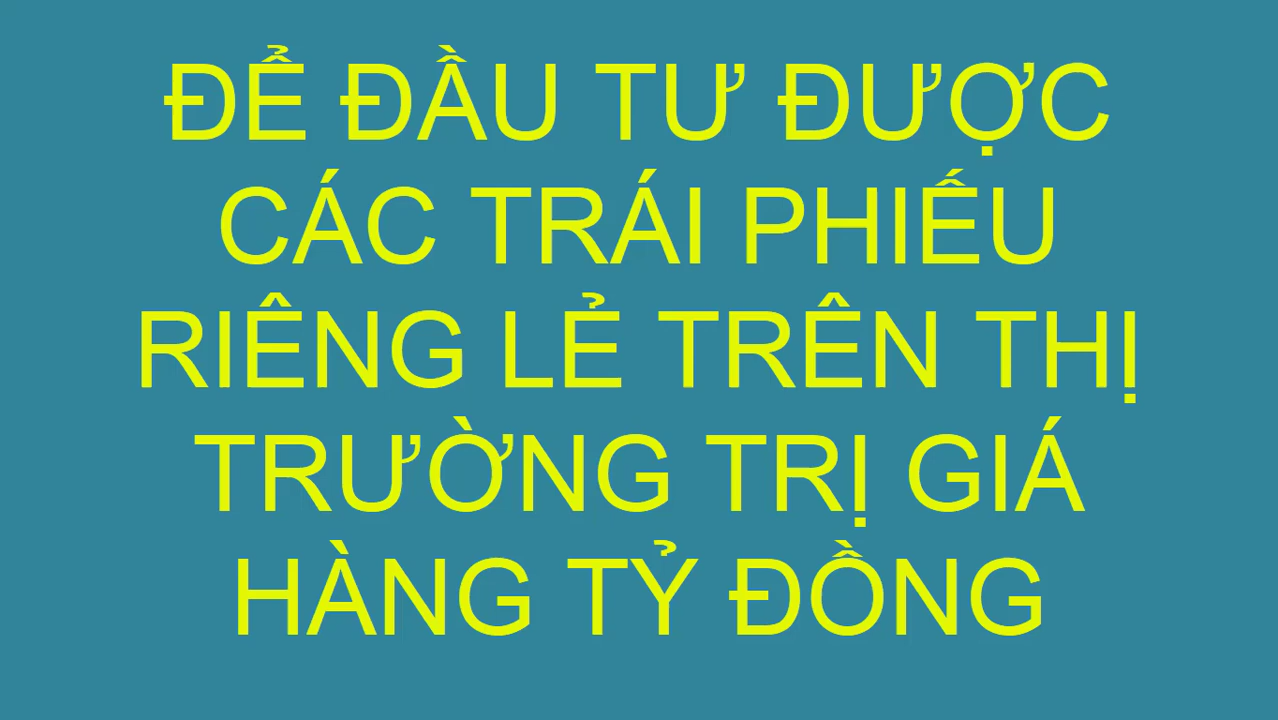 ĐỂ ĐẦU TƯ ĐƯỢC
CÁC TRÁI PHIẾU
RIÊNG LẺ TRÊN THỊ
TRƯỜNG TRỊ GIÁ
HÀNG TỶ ĐỒNG